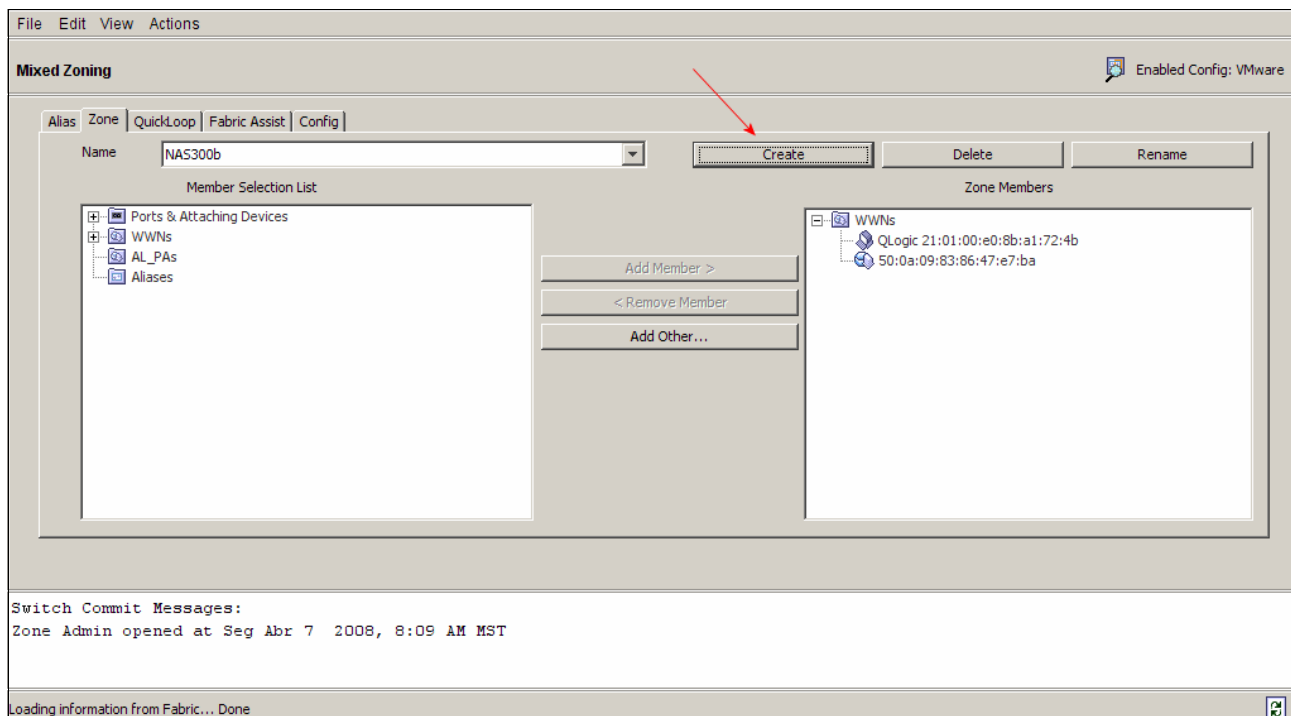 File Edit View Actions
Mixed Zoning
Enabled Config: VMware
Alias Zone QuickLoop Fabric Assist Config
Name NAS300b Create Delete Rename
Member Selection List
Zone Members
Ports & Attaching Devices
WWNs
AL_PAs
Aliases
Add Member >
< Remove Member
Add Other...
WWNs
QLogic 21:01:00:e0:8b:a1:72:4b
50:0a:09:83:86:47:e7:ba
Switch Commit Messages:
Zone Admin opened at Seg Abr 7 2008, 8:09 AM MST
Loading information from Fabric... Done